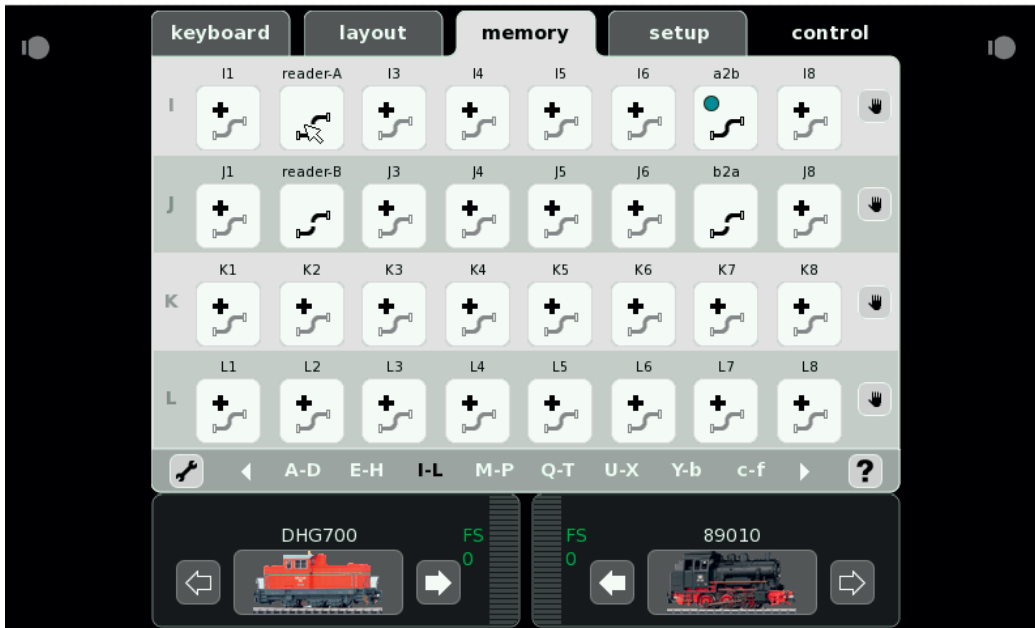 keyboard layout memory setup control
I1 reader-A I3 I4 I5 I6 a2b I8
I
J1 reader-B J3 J4 J5 J6 b2a J8
J
K1 K2 K3 K4 K5 K6 K7 K8
K
L1 L2 L3 L4 L5 L6 L7 L8
L
A-D E-H I-L M-P Q-T U-X Y-b c-f ?
DHG700 FS FS 89010
0 0